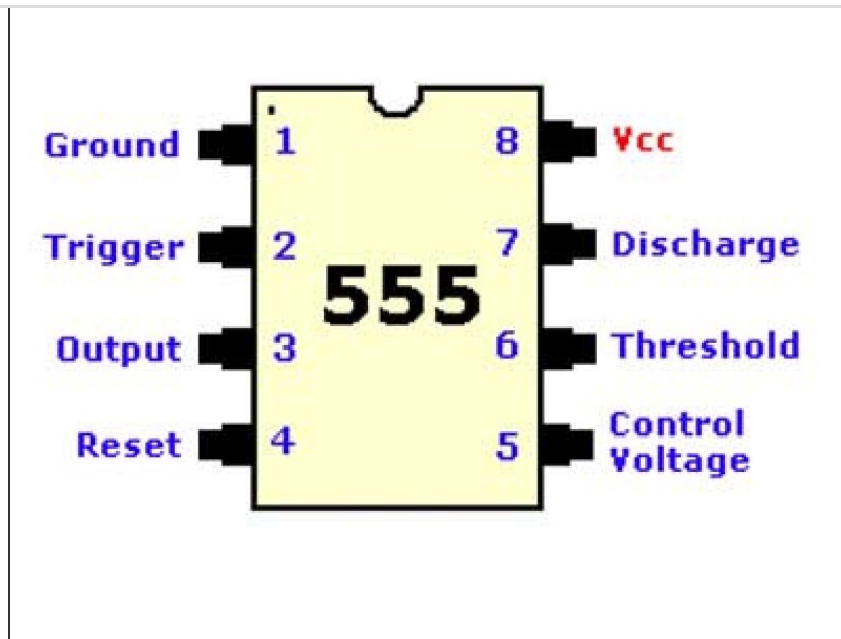 Ground 1 8 Vcc
Trigger 2 7 Discharge
555
Output 3 6 Threshold
Reset 4 5 Control
Voltage